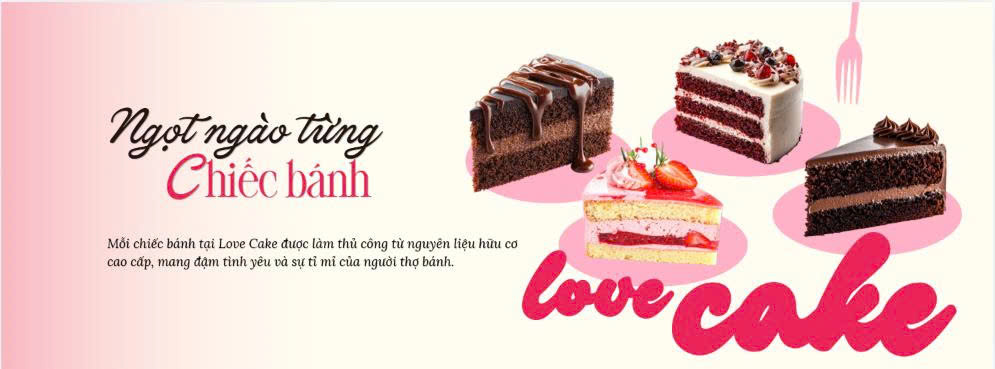 Ngọt ngào từng
Chiếc bánh
Mỗi chiếc bánh tại Love Cake được làm thủ công từ nguyên liệu hữu cơ
cao cấp, mang đậm tình yêu và sự tỉ mỉ của người thợ bánh.
love cake